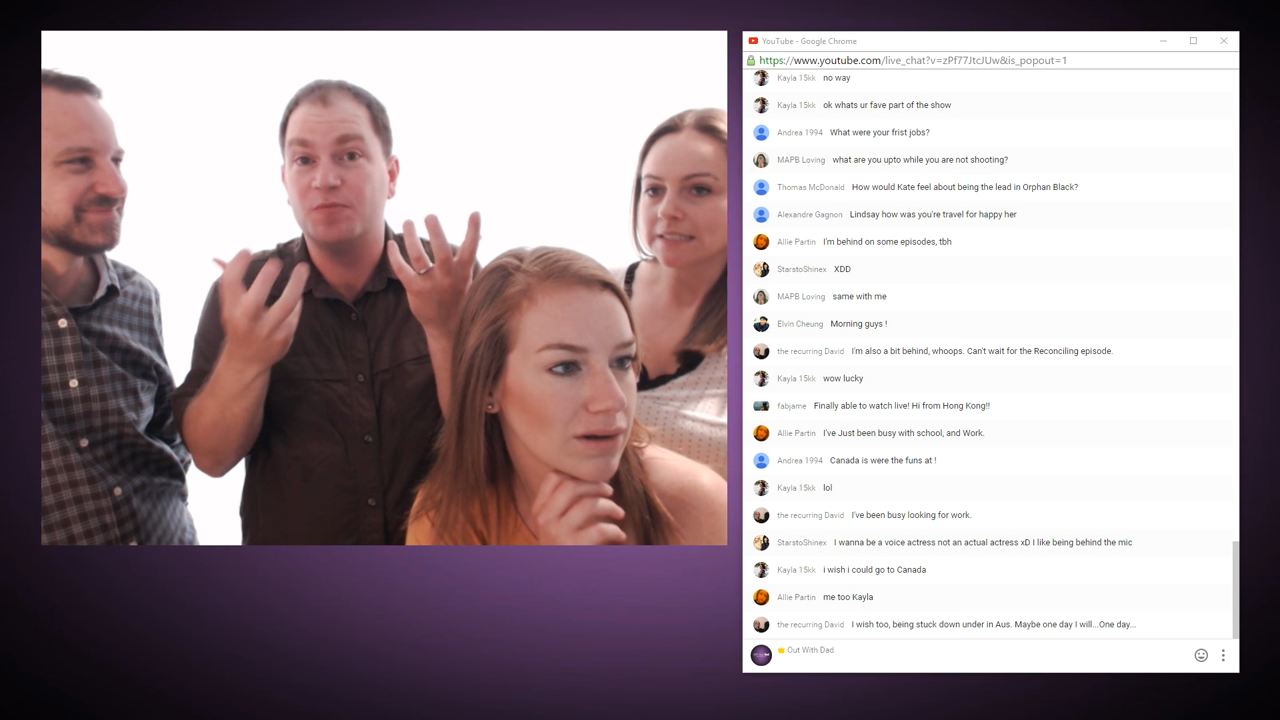 YouTube - Google Chrome
https://www.youtube.com/live_chat?v=zPf77JtcJUw&is_popout=1
Kayla 15kk no way
Kayla 15kk ok whats ur fave part of the show
Andrea 1994 What were your frist jobs?
MAPB Loving what are you upto while you are not shooting?
Thomas McDonald How would Kate feel about being the lead in Orphan Black?
Alexandre Gagnon Lindsay how was you're travel for happy her
Allie Partin I'm behind on some episodes, tbh
StarstoShinex XDD
MAPB Loving same with me
Elvin Cheung Morning guys !
the recurring David I'm also a bit behind, whoops. Can't wait for the Reconciling episode.
Kayla 15kk wow lucky
fabjame Finally able to watch live! Hi from Hong Kong!!
Allie Partin I've Just been busy with school, and Work.
Andrea 1994 Canada is were the funs at !
Kayla 15kk lol
the recurring David I've been busy looking for work.
StarstoShinex I wanna be a voice actress not an actual actress xD I like being behind the mic
Kayla 15kk i wish i could go to Canada
Allie Partin me too Kayla
the recurring David I wish too, being stuck down under in Aus. Maybe one day I will...One day...
Out With Dad